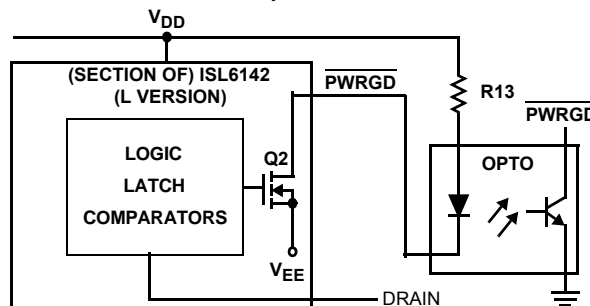 VDD
(SECTION OF) ISL6142
(L VERSION)
PWRGD
R13
PWRGD
LOGIC
LATCH
COMPARATORS
Q2
OPTO
VEE
DRAIN